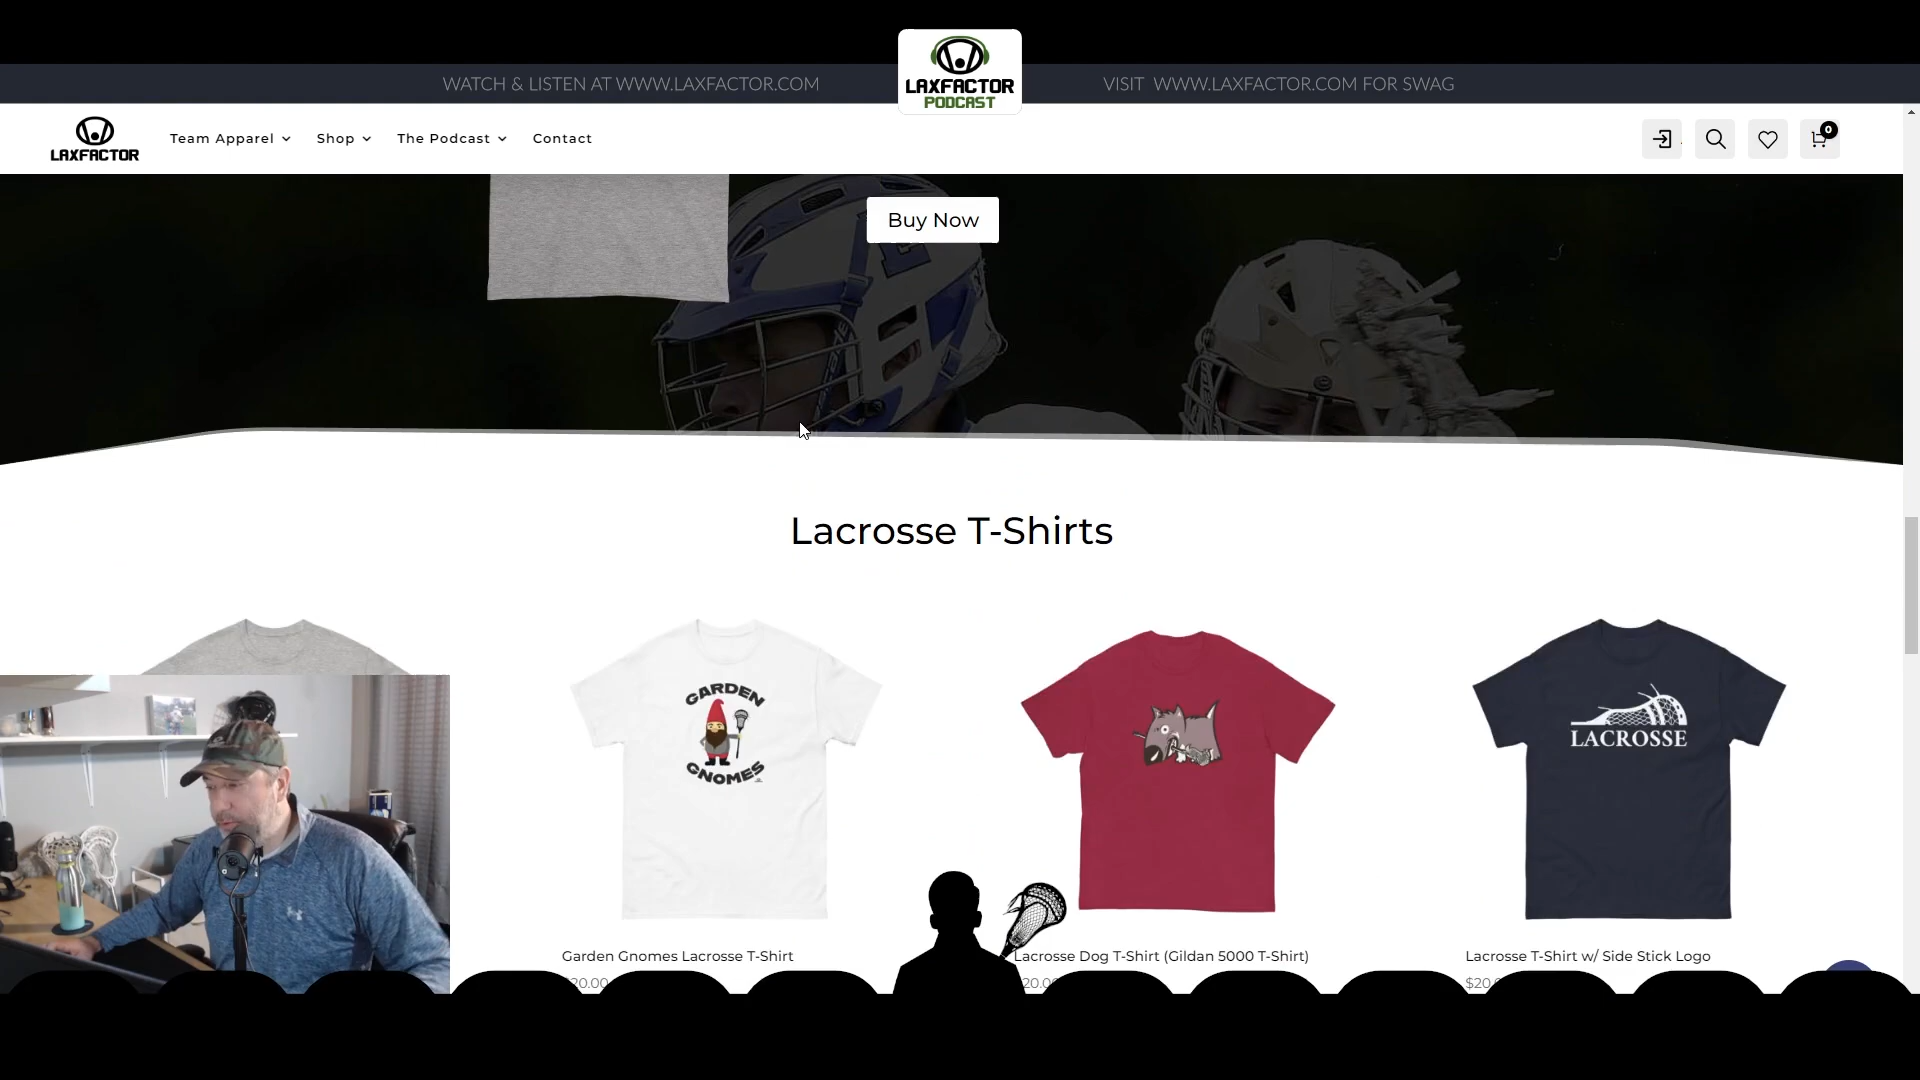 WATCH & LISTEN AT WWW.LAXFACTOR.COM
LAXFACTOR
PODCAST
VISIT WWW.LAXFACTOR.COM FOR SWAG
LAXFACTOR
Team Apparel
Shop
The Podcast
Contact
0
Buy Now
Lacrosse T-Shirts
GARDEN
GNOMES
LACROSSE
Garden Gnomes Lacrosse T-Shirt
Lacrosse Dog T-Shirt (Gildan 5000 T-Shirt)
Lacrosse T-Shirt w/ Side Stick Logo